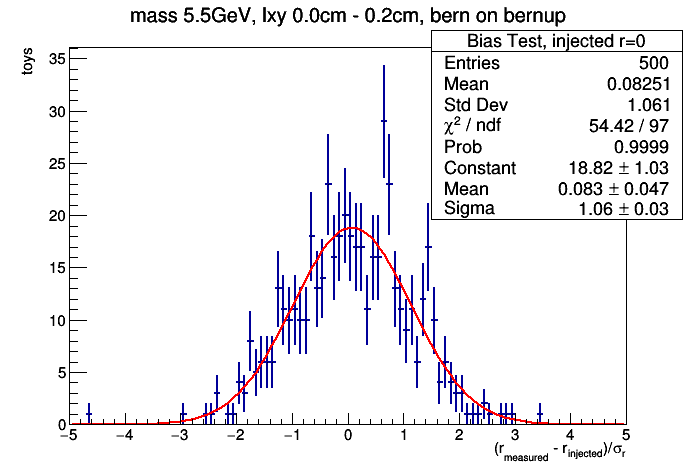 mass 5.5GeV, lxy 0.0cm - 0.2cm, bern on bernup
toys
Bias Test, injected r=0
Entries 500
Mean 0.08251
Std Dev 1.061
χ² / ndf 54.42 / 97
Prob 0.9999
Constant 18.82 ± 1.03
Mean 0.083 ± 0.047
Sigma 1.06 ± 0.03
35
30
25
20
15
10
5
0
−5 −4 −3 −2 −1 0 1 2 3 4 5
(r_measured - r_injected)/σ_r